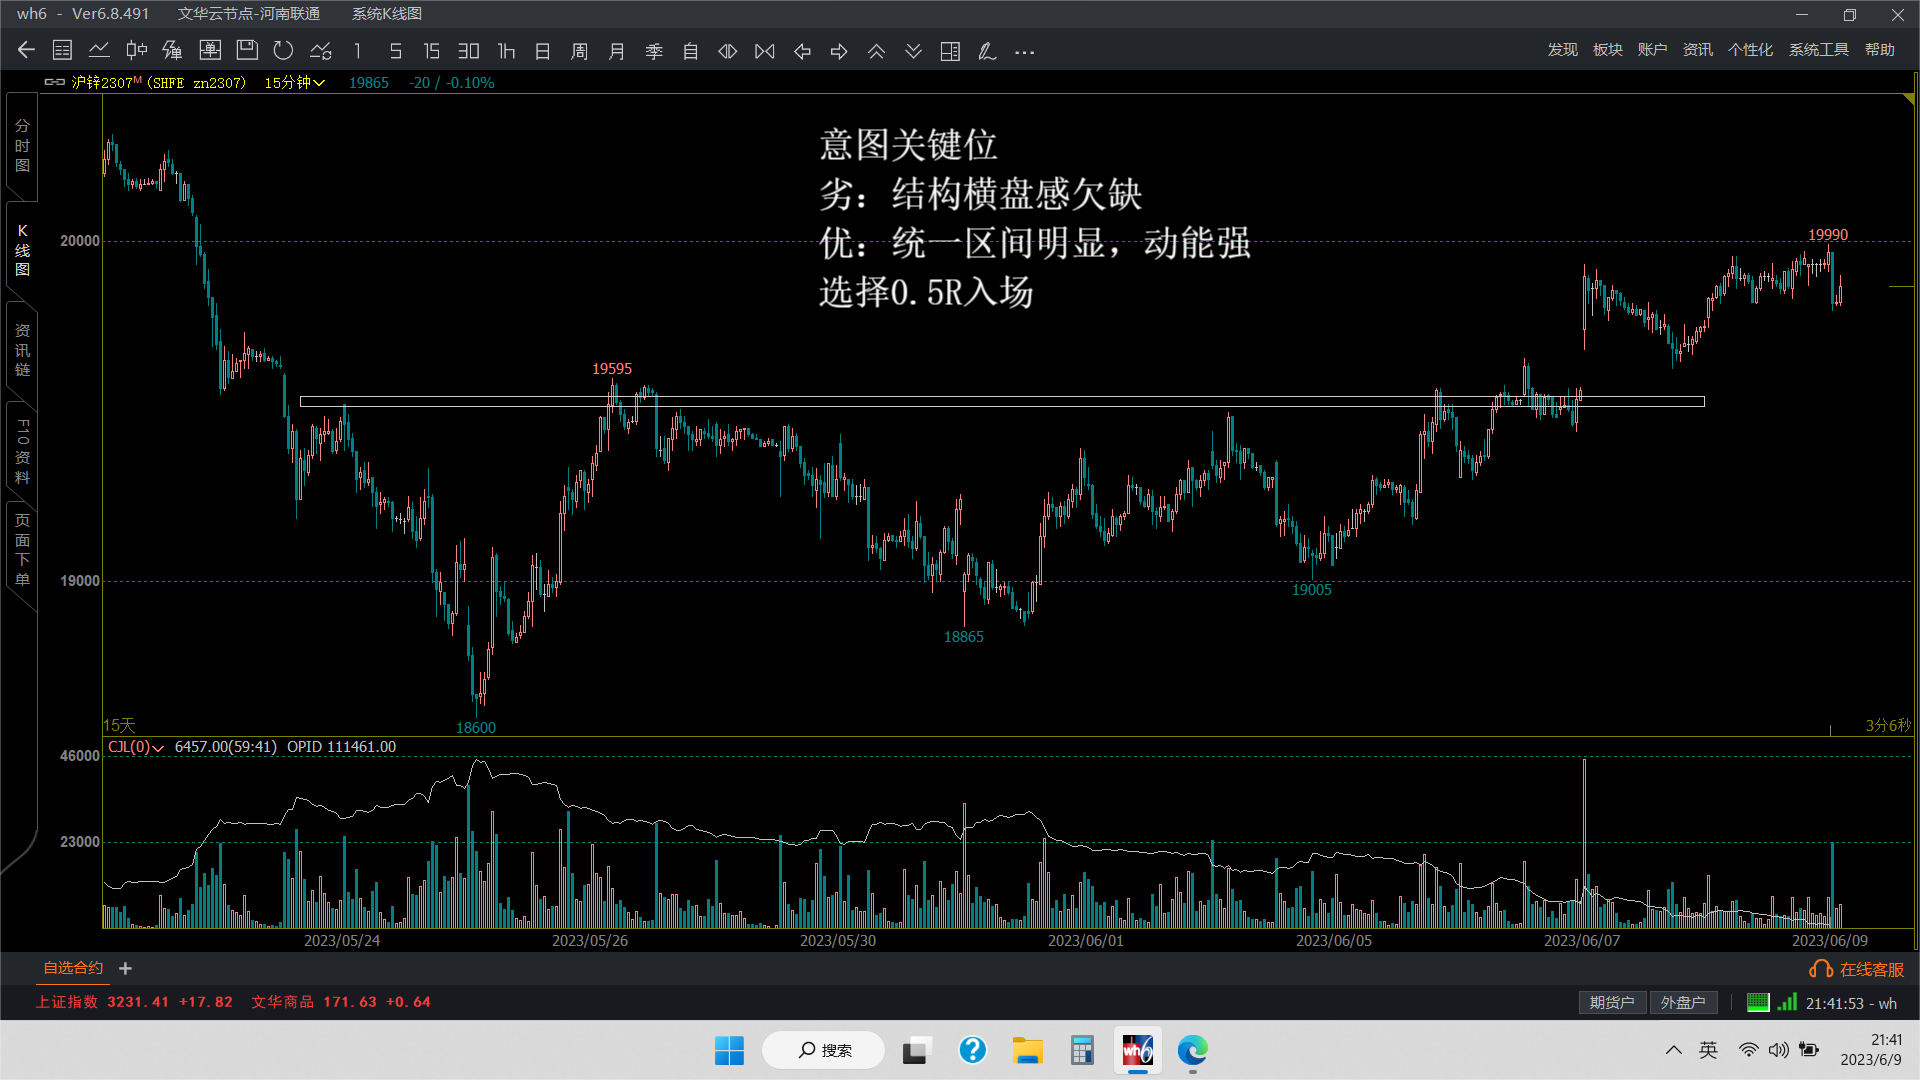 wh6 - Ver6.8.491 文华云节点-河南联通 系统K线图
1 5 15 30 1h 日 周 月 季 自
发现 板块 账户 资讯 个性化 系统工具 帮助
沪锌2307M (SHFE zn2307) 15分钟 19865 -20 / -0.10%
分时图
K线图
资讯链
F10资料
页面下单
意图关键位
劣：结构横盘感欠缺
优：统一区间明显，动能强
选择0.5R入场
20000
19990
19595
19000
19005
18865
18600
15天
3分6秒
CJL(0) 6457.00(59:41) OPID 111461.00
46000
23000
2023/05/24 2023/05/26 2023/05/30 2023/06/01 2023/06/05 2023/06/07 2023/06/09
自选合约 +
在线客服
上证指数 3231.41 +17.82 文华商品 171.63 +0.64
期货户 外盘户 21:41:53 - wh
搜索
wh6
英
21:41
2023/6/9